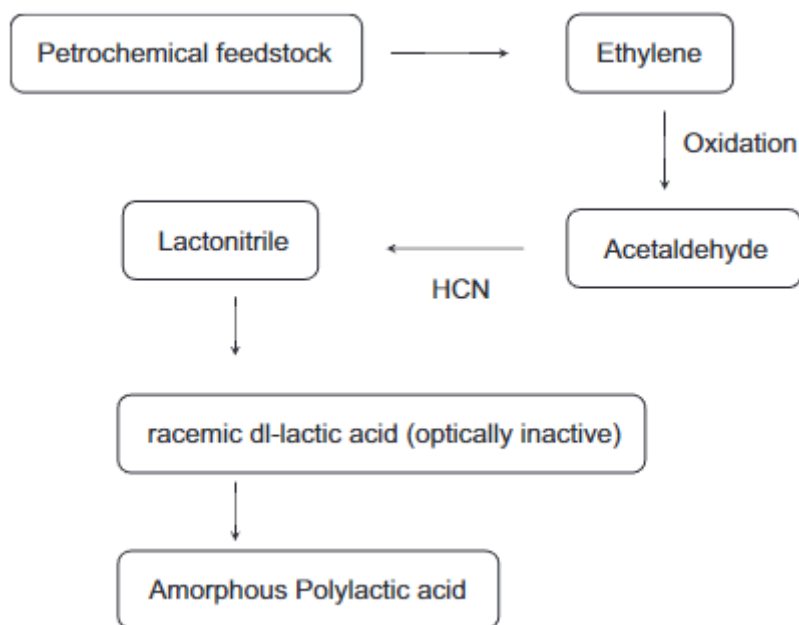 Petrochemical feedstock
Ethylene
Oxidation
Acetaldehyde
HCN
Lactonitrile
racemic dl-lactic acid (optically inactive)
Amorphous Polylactic acid